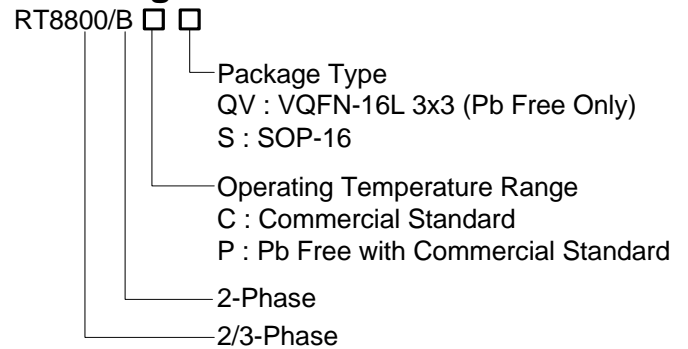 RT8800/B
Package Type
QV : VQFN-16L 3x3 (Pb Free Only)
S : SOP-16
Operating Temperature Range
C : Commercial Standard
P : Pb Free with Commercial Standard
2-Phase
2/3-Phase